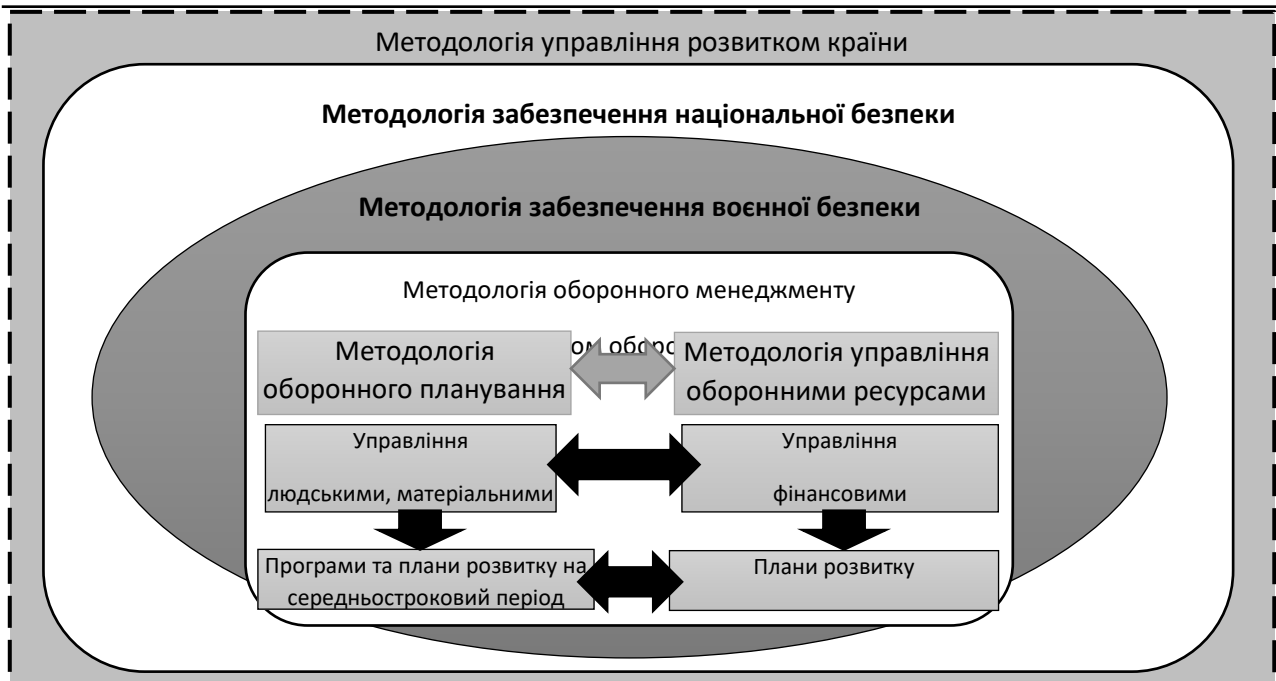 Методологія управління розвитком країни
Методологія забезпечення національної безпеки
Методологія забезпечення воєнної безпеки
Методологія оборонного менеджменту
Методологія
оборонного планування
Методологія управління
оборонними ресурсами
Управління
людськими, матеріальними
Управління
фінансовими
Програми та плани розвитку на
середньостроковий період
Плани розвитку